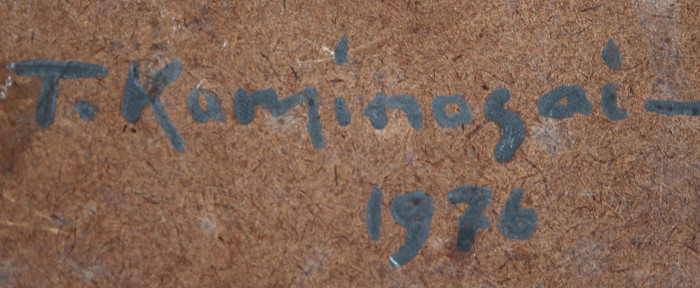 T. Kaminagai —
1976